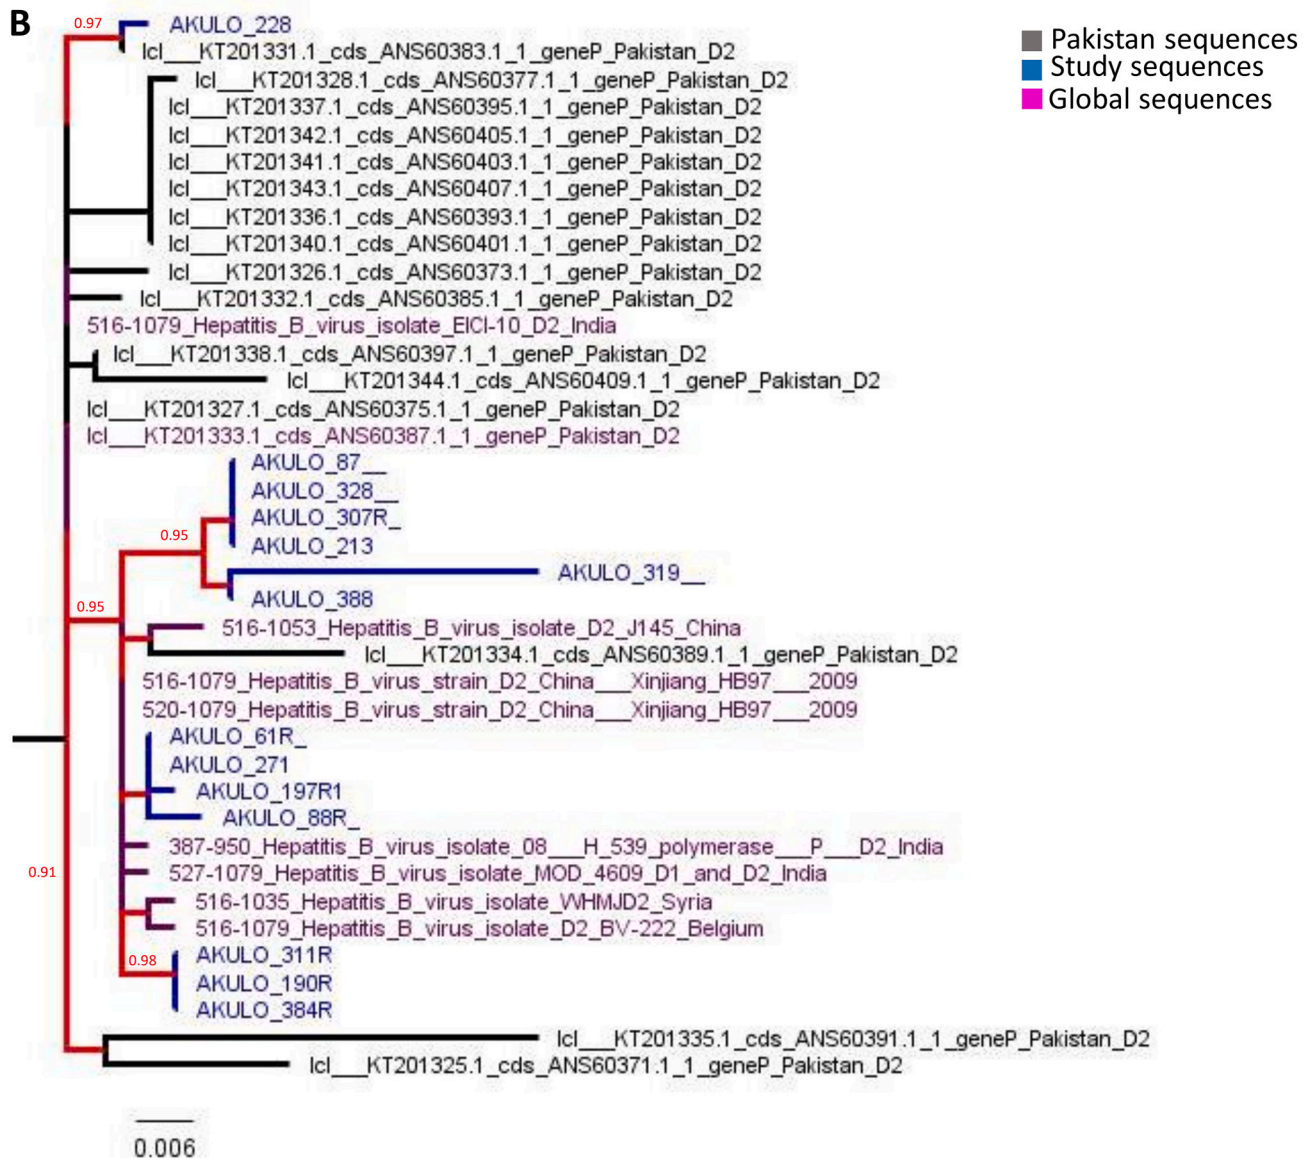 B
0.97
AKULO_228
lcl___KT201331.1_cds_ANS60383.1_1_geneP_Pakistan_D2
lcl___KT201328.1_cds_ANS60377.1_1_geneP_Pakistan_D2
lcl___KT201337.1_cds_ANS60395.1_1_geneP_Pakistan_D2
lcl___KT201342.1_cds_ANS60405.1_1_geneP_Pakistan_D2
lcl___KT201341.1_cds_ANS60403.1_1_geneP_Pakistan_D2
lcl___KT201343.1_cds_ANS60407.1_1_geneP_Pakistan_D2
lcl___KT201336.1_cds_ANS60393.1_1_geneP_Pakistan_D2
lcl___KT201340.1_cds_ANS60401.1_1_geneP_Pakistan_D2
lcl___KT201326.1_cds_ANS60373.1_1_geneP_Pakistan_D2
lcl___KT201332.1_cds_ANS60385.1_1_geneP_Pakistan_D2
516-1079_Hepatitis_B_virus_isolate_EICI-10_D2_India
lcl___KT201338.1_cds_ANS60397.1_1_geneP_Pakistan_D2
lcl___KT201344.1_cds_ANS60409.1_1_geneP_Pakistan_D2
lcl___KT201327.1_cds_ANS60375.1_1_geneP_Pakistan_D2
lcl___KT201333.1_cds_ANS60387.1_1_geneP_Pakistan_D2
AKULO_87__
AKULO_328__
AKULO_307R_
0.95
AKULO_213
AKULO_319__
AKULO_388
0.95
516-1053_Hepatitis_B_virus_isolate_D2_J145_China
lcl___KT201334.1_cds_ANS60389.1_1_geneP_Pakistan_D2
516-1079_Hepatitis_B_virus_strain_D2_China___Xinjiang_HB97___2009
520-1079_Hepatitis_B_virus_strain_D2_China___Xinjiang_HB97___2009
AKULO_61R_
AKULO_271
AKULO_197R1
AKULO_88R_
387-950_Hepatitis_B_virus_isolate_08___H_539_polymerase___P___D2_India
0.91
527-1079_Hepatitis_B_virus_isolate_MOD_4609_D1_and_D2_India
516-1035_Hepatitis_B_virus_isolate_WHMJD2_Syria
516-1079_Hepatitis_B_virus_isolate_D2_BV-222_Belgium
AKULO_311R
0.98
AKULO_190R
AKULO_384R
lcl___KT201335.1_cds_ANS60391.1_1_geneP_Pakistan_D2
lcl___KT201325.1_cds_ANS60371.1_1_geneP_Pakistan_D2
0.006
Pakistan sequences
Study sequences
Global sequences